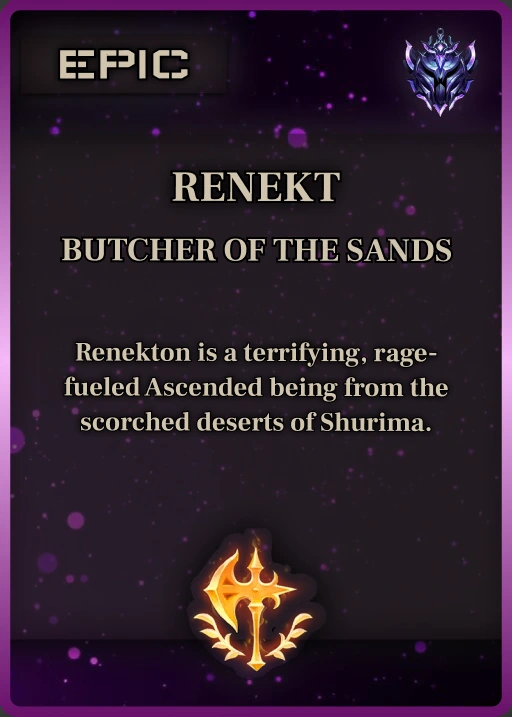 EPIC
RENEKT
BUTCHER OF THE SANDS
Renekton is a terrifying, rage-
fueled Ascended being from the
scorched deserts of Shurima.